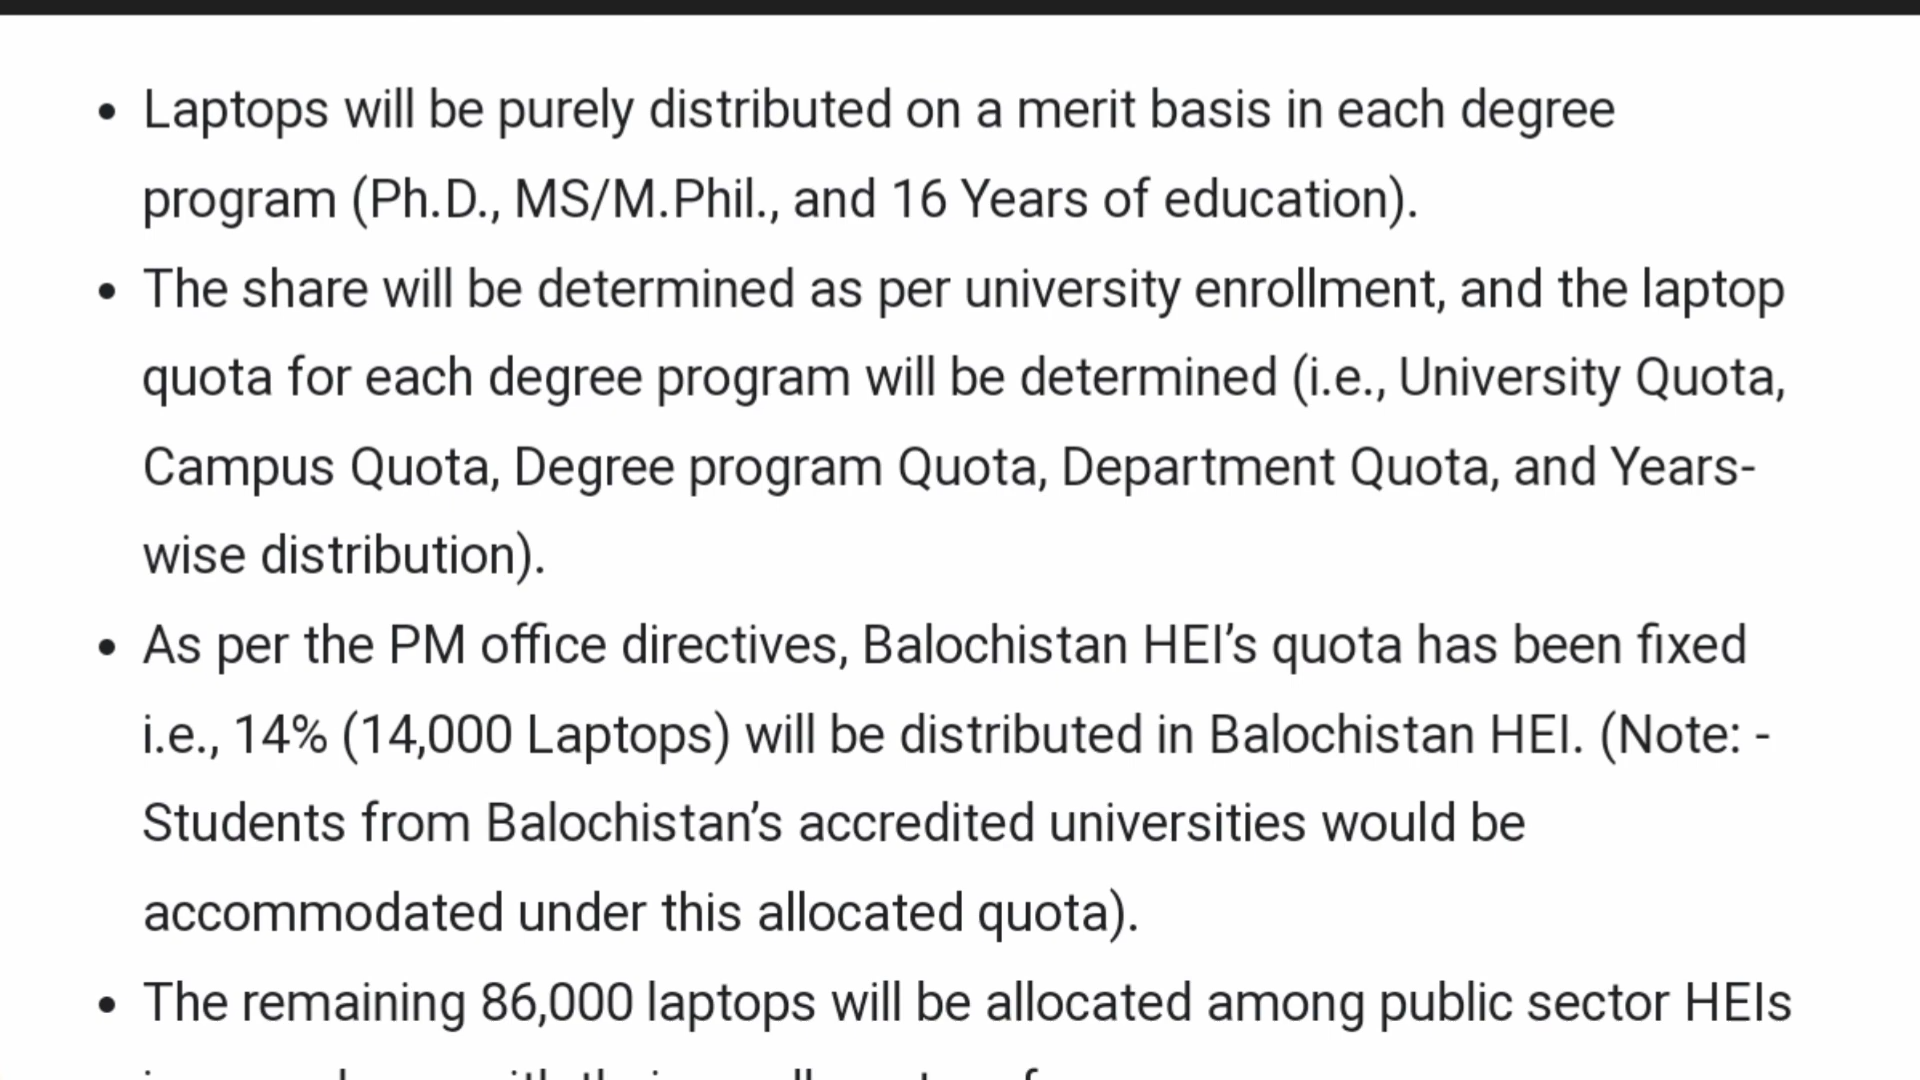 • Laptops will be purely distributed on a merit basis in each degree
program (Ph.D., MS/M.Phil., and 16 Years of education).
• The share will be determined as per university enrollment, and the laptop
quota for each degree program will be determined (i.e., University Quota,
Campus Quota, Degree program Quota, Department Quota, and Years-
wise distribution).
• As per the PM office directives, Balochistan HEI’s quota has been fixed
i.e., 14% (14,000 Laptops) will be distributed in Balochistan HEI. (Note: -
Students from Balochistan’s accredited universities would be
accommodated under this allocated quota).
• The remaining 86,000 laptops will be allocated among public sector HEIs